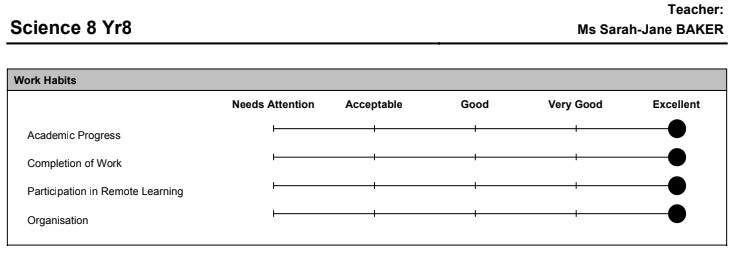 Teacher:
Science 8 Yr8 Ms Sarah-Jane BAKER
Work Habits
Needs Attention Acceptable Good Very Good Excellent
Academic Progress
Completion of Work
Participation in Remote Learning
Organisation